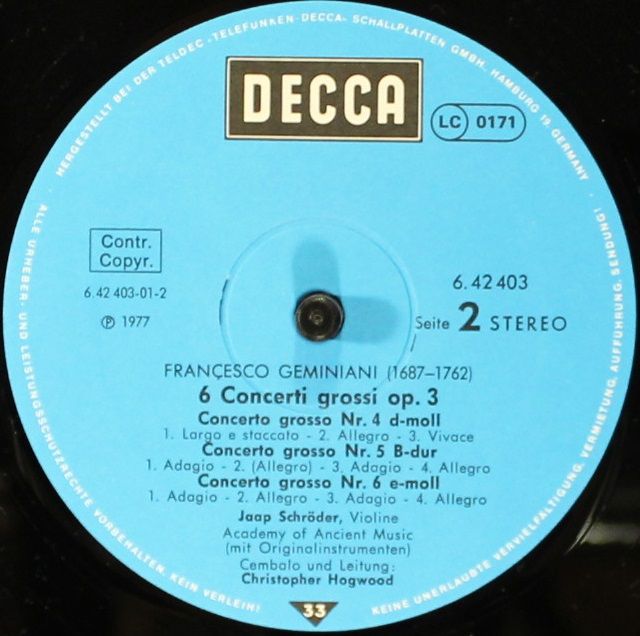 HERGESTELLT BEI DER TELDEC »TELEFUNKEN-DECCA« SCHALLPLATTEN GMBH, HAMBURG 19 GERMANY
DECCA
LC 0171
Contr.
Copyr.
6.42 403-01-2
℗ 1977
6.42 403
Seite 2 STEREO
FRANÇESCO GEMINIANI (1687–1762)
6 Concerti grossi op. 3
Concerto grosso Nr. 4 d-moll
1. Largo e staccato - 2. Allegro - 3. Vivace
Concerto grosso Nr. 5 B-dur
1. Adagio - 2. (Allegro) - 3. Adagio - 4. Allegro
Concerto grosso Nr. 6 e-moll
1. Adagio - 2. Allegro - 3. Adagio - 4. Allegro
Jaap Schröder, Violine
Academy of Ancient Music
(mit Originalinstrumenten)
Cembalo und Leitung:
Christopher Hogwood
33
ALLE URHEBER- UND LEISTUNGSSCHUTZRECHTE VORBEHALTEN. KEIN VERLEIH! KEINE UNERLAUBTE VERVIELFÄLTIGUNG, VERMIETUNG, AUFFÜHRUNG, SENDUNG!